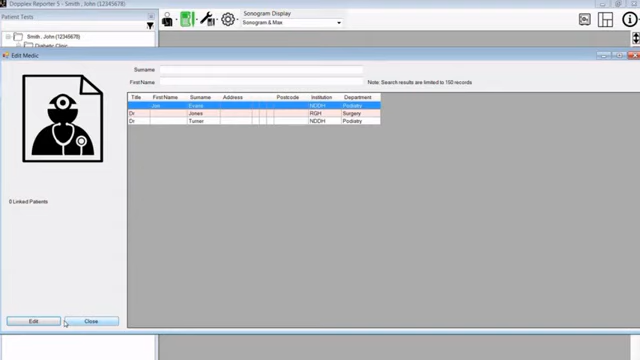 Dopplex Reporter 5 - Smith , John (12345678)
Patient Tests
Sonogram Display
Sonogram & Max
Smith, John (12345678)
Diabetic Clinic
Edit Medic
Surname
First Name
Note: Search results are limited to 150 records
Title First Name Surname Address Postcode Institution Department
Jon Evans NDDH Podiatry
Dr Jones RGH Surgery
Dr Turner NDDH Podiatry
0 Linked Patients
Edit Close